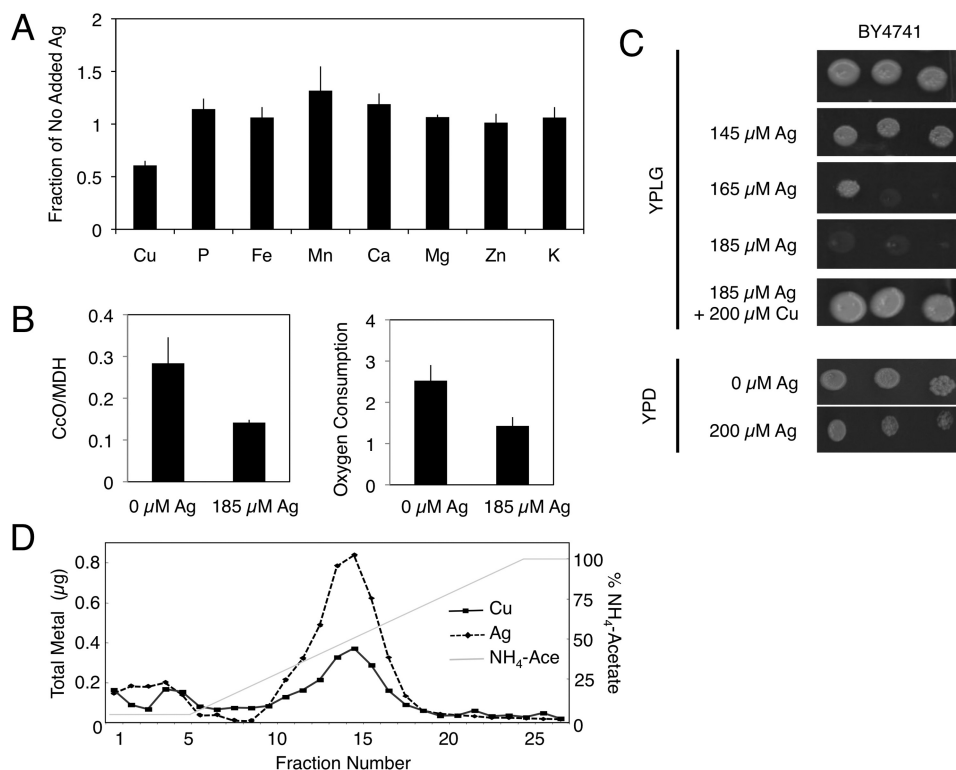 A
Fraction of No Added Ag
2
1.5
1
0.5
0
Cu P Fe Mn Ca Mg Zn K
B
CcO/MDH
0.4
0.3
0.2
0.1
0
0 µM Ag 185 µM Ag
Oxygen Consumption
4
3
2
1
0
0 µM Ag 185 µM Ag
C
BY4741
YPLG
145 µM Ag
165 µM Ag
185 µM Ag
185 µM Ag
+ 200 µM Cu
YPD
0 µM Ag
200 µM Ag
D
Total Metal (µg)
0.8
0.6
0.4
0.2
0
Cu
Ag
NH4-Ace
100
75
50
25
0
% NH4-Acetate
1 5 10 15 20 25
Fraction Number